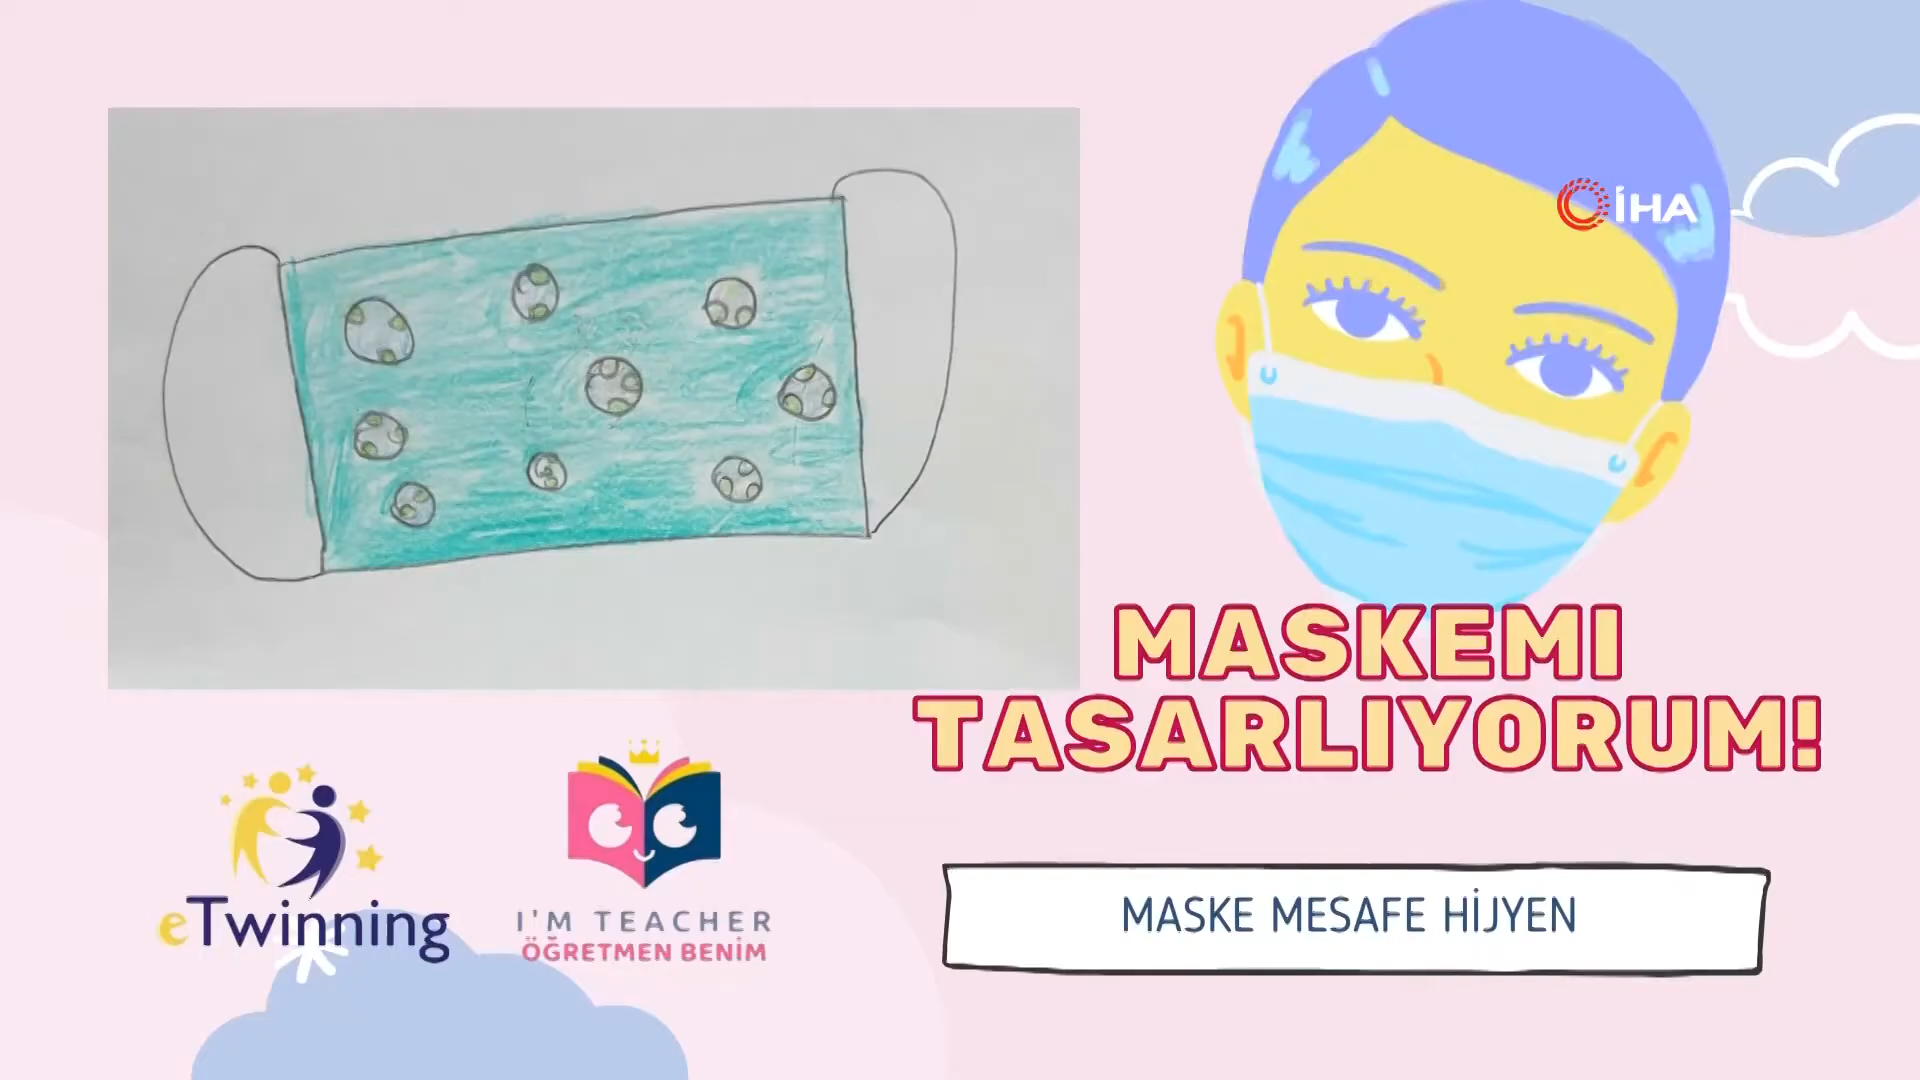 İHA
MASKEMI
TASARLIYORUM!
eTwinning
I'M TEACHER
ÖĞRETMEN BENİM
MASKE MESAFE HİJYEN